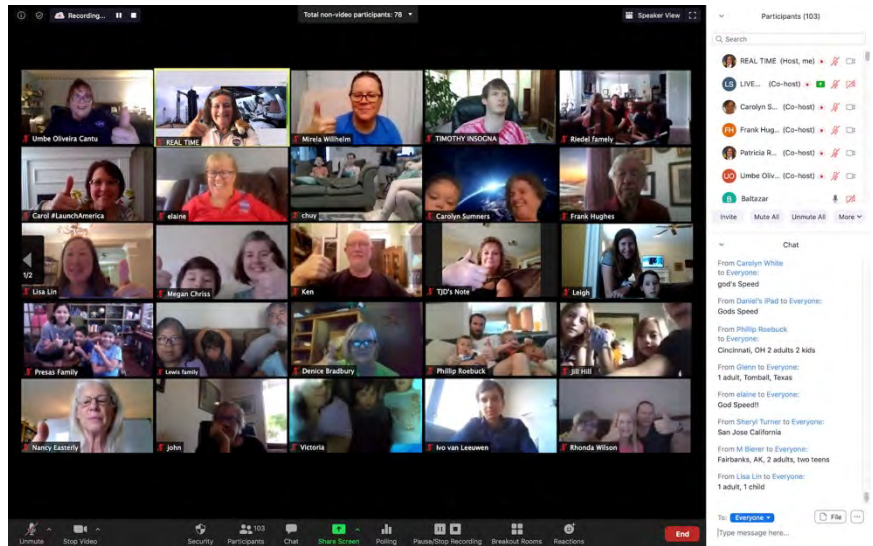 Recording...
Total non-video participants: 78
Speaker View
Umbe Oliveira Cantu
REAL TIME
Mirela Willhelm
TIMOTHY INSOGNA
Riedel famely
Carol #LaunchAmerica
elaine
chuy
Carolyn Sumners
Frank Hughes
1/2
Lisa Lin
Megan Chriss
Ken
TJD's Note
Leigh
Presas Family
Lewis family
Denice Bradbury
Phillip Roebuck
Jill Hill
Nancy Easterly
john
Victoria
Ivo van Leeuwen
Rhonda Wilson
Unmute
Stop Video
Security
103
Participants
Chat
Share Screen
Polling
Pause/Stop Recording
Breakout Rooms
Reactions
End
Participants (103)
Search
REAL TIME (Host, me)
LS LIVE... (Co-host)
Carolyn S... (Co-host)
FH Frank Hug... (Co-host)
Patricia R... (Co-host)
UO Umbe Oliv... (Co-host)
B Baltazar
Invite Mute All Unmute All More
Chat
From Carolyn White
to Everyone:
god's Speed
From Daniel's iPad to Everyone:
Gods Speed
From Phillip Roebuck
to Everyone:
Cincinnati, OH 2 adults 2 kids
From Glenn to Everyone:
1 adult, Tomball, Texas
From elaine to Everyone:
God Speed!!
From Sheryl Turner to Everyone:
San Jose California
From M Bierer to Everyone:
Fairbanks, AK, 2 adults, two teens
From Lisa Lin to Everyone:
1 adult, 1 child
To: Everyone
File
Type message here...